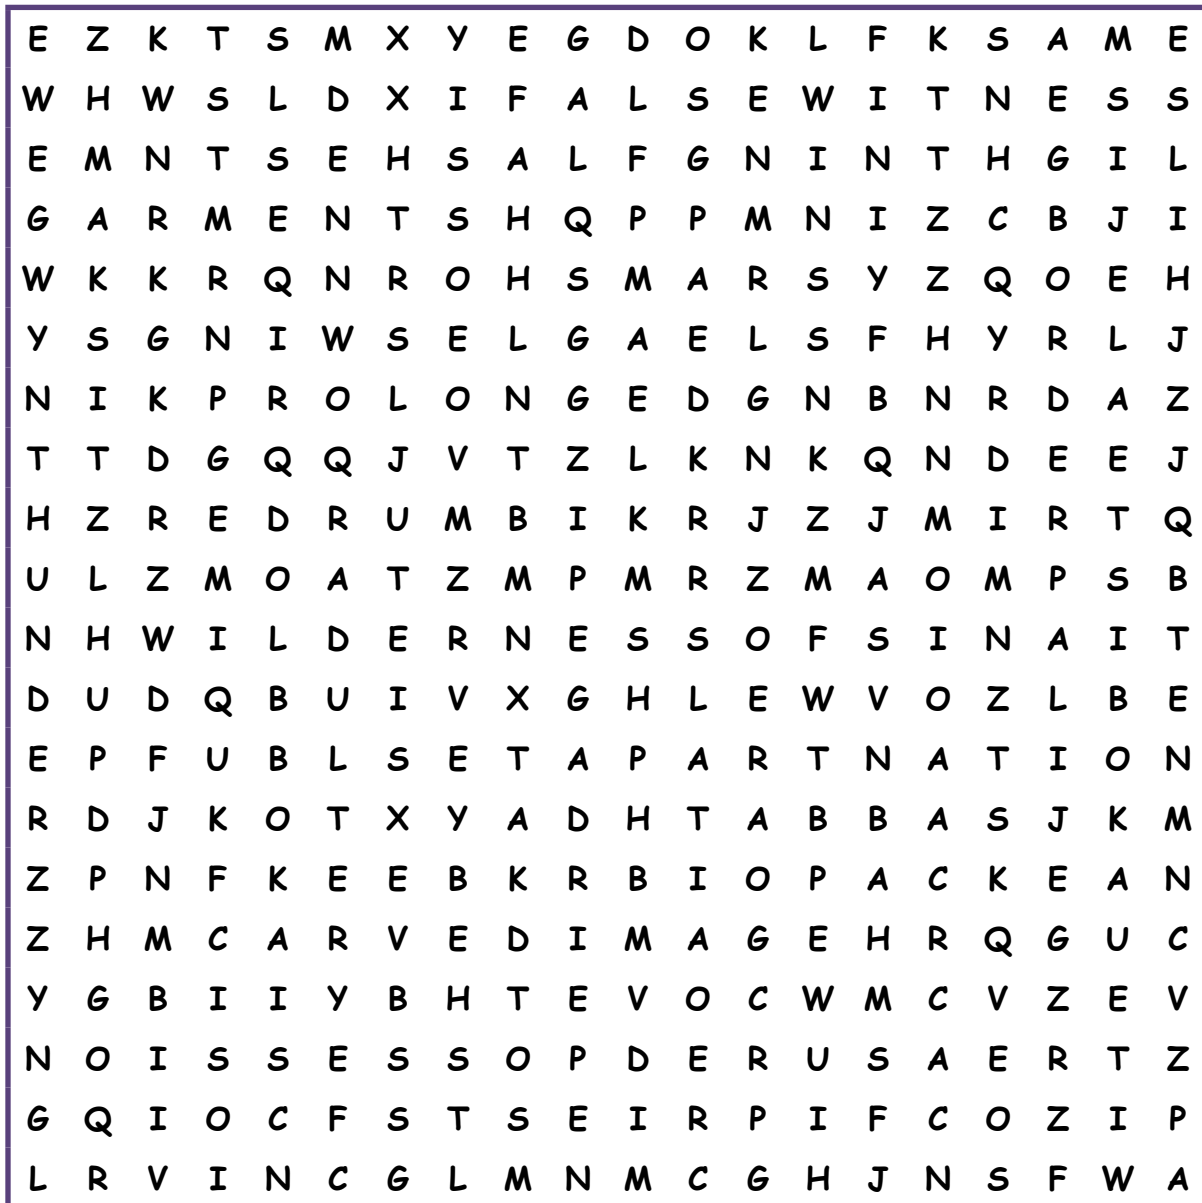 E Z K T S M X Y E G D O K L F K S A M E
W H W S L D X I F A L S E W I T N E S S
E M N T S E H S A L F G N I N T H G I L
G A R M E N T S H Q P P M N I Z C B J I
W K K R Q N R O H S M A R S Y Z Q O E H
Y S G N I W S E L G A E L S F H Y R L J
N I K P R O L O N G E D G N B N R D A Z
T T D G Q Q J V T Z L K N K Q N D E E J
H Z R E D R U M B I K R J Z J M I R T Q
U L Z M O A T Z M P M R Z M A O M P S B
N H W I L D E R N E S S O F S I N A I T
D U D Q B U I V X G H L E W V O Z L B E
E P F U B L S E T A P A R T N A T I O N
R D J K O T X Y A D H T A B B A S J K M
Z P N F K E E B K R B I O P A C K E A N
Z H M C A R V E D I M A G E H R Q G U C
Y G B I I Y B H T E V O C W M C V Z E V
N O I S S E S S O P D E R U S A E R T Z
G Q I O C F S T S E I R P I F C O Z I P
L R V I N C G L M N M C G H J N S F W A